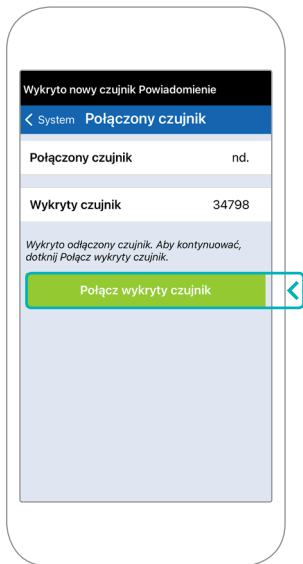 Wykryto nowy czujnik Powiadomienie
System Połączony czujnik
Połączony czujnik nd.
Wykryty czujnik 34798
Wykryto odłączony czujnik. Aby kontynuować,
dotknij Połącz wykryty czujnik.
Połącz wykryty czujnik